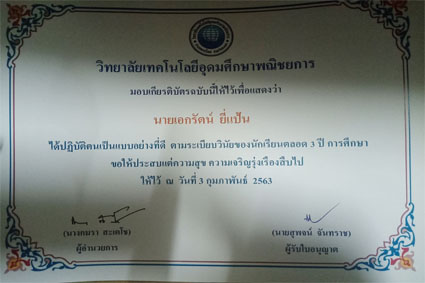 วิทยาลัยเทคโนโลยีอุดมศึกษาพณิชยการ
มอบเกียรติบัตรฉบับนี้ให้ไว้เพื่อแสดงว่า
นายเอกรัตน์ ยี่แป้น
ได้ปฏิบัติตนเป็นแบบอย่างที่ดี ตามระเบียบวินัยของนักเรียนตลอด 3 ปี การศึกษา
ขอให้ประสบแต่ความสุข ความเจริญรุ่งเรืองสืบไป
ให้ไว้ ณ วันที่ 3 กุมภาพันธ์ 2563
(นางกมรา สะเดโช) (นายสุพจน์ จันทราช)
ผู้อำนวยการ ผู้รับใบอนุญาต